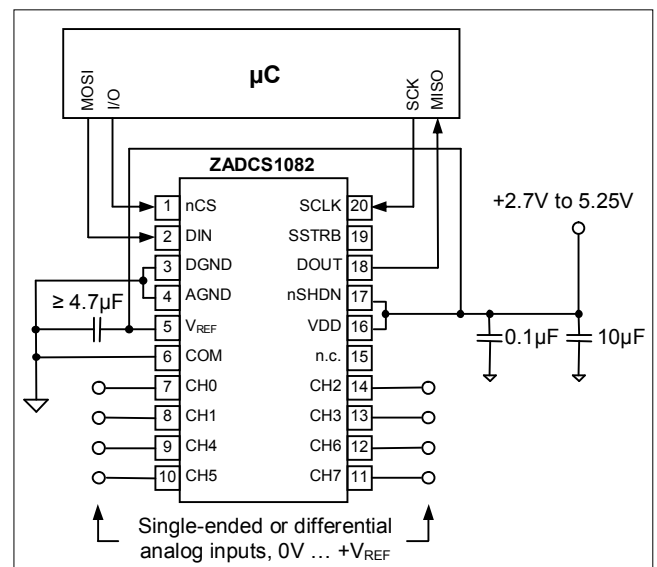 µC
MOSI
I/O
SCK
MISO
ZADCS1082
1 nCS
2 DIN
3 DGND
4 AGND
5 VREF
6 COM
7 CH0
8 CH1
9 CH4
10 CH5
SCLK 20
SSTRB 19
DOUT 18
nSHDN 17
VDD 16
n.c. 15
CH2 14
CH3 13
CH6 12
CH7 11
≥ 4.7µF
+2.7V to 5.25V
0.1µF
10µF
Single-ended or differential
analog inputs, 0V … +VREF